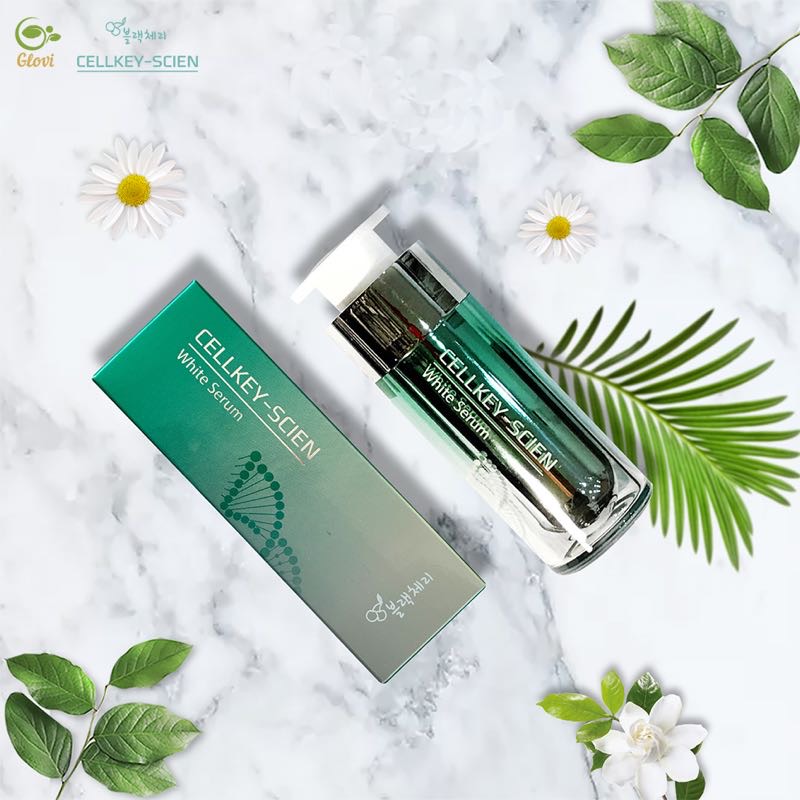 Glovi
블랙체리
CELLKEY-SCIEN
CELLKEY-SCIEN
White Serum
블랙체리
CELLKEY-SCIEN
White Serum